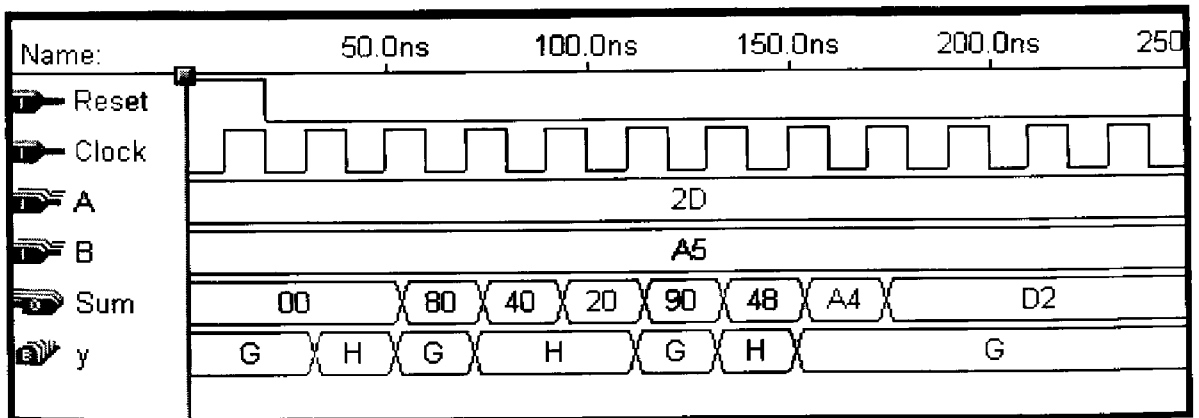 Name: 50.0ns 100.0ns 150.0ns 200.0ns 250
Reset
Clock
A 2D
B A5
Sum 00 80 40 20 90 48 A4 D2
y G H G H G H G